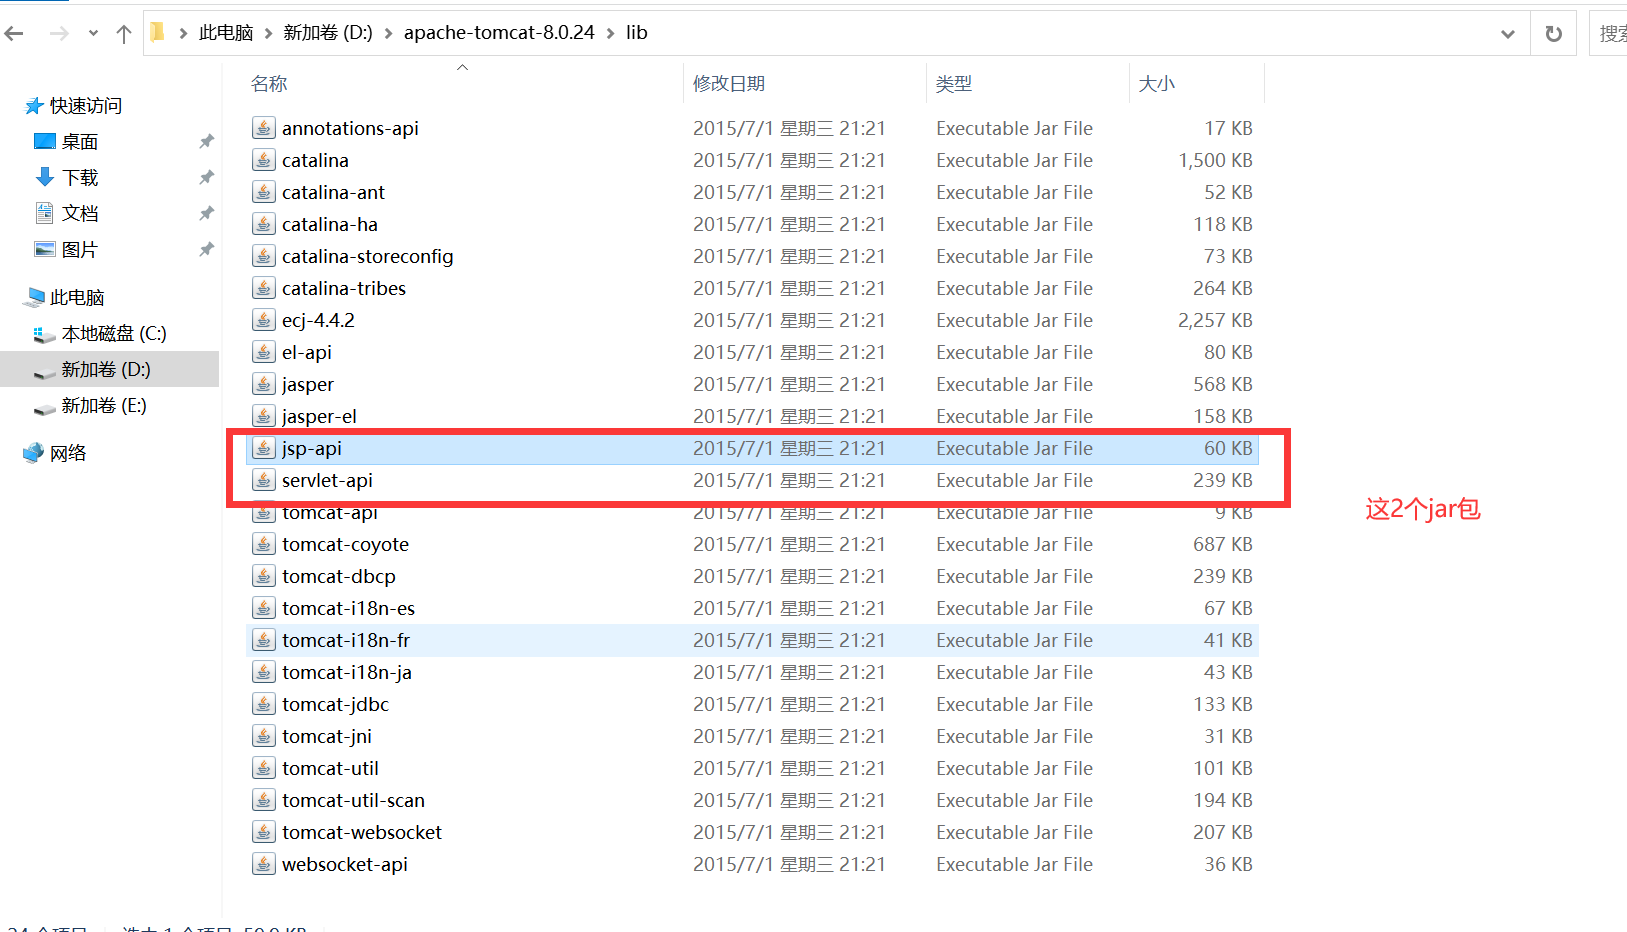 此电脑 新加卷 (D:) apache-tomcat-8.0.24 lib
名称 修改日期 类型 大小
快速访问
桌面
下载
文档
图片
此电脑
本地磁盘 (C:)
新加卷 (D:)
新加卷 (E:)
网络
annotations-api 2015/7/1 星期三 21:21 Executable Jar File 17 KB
catalina 2015/7/1 星期三 21:21 Executable Jar File 1,500 KB
catalina-ant 2015/7/1 星期三 21:21 Executable Jar File 52 KB
catalina-ha 2015/7/1 星期三 21:21 Executable Jar File 118 KB
catalina-storeconfig 2015/7/1 星期三 21:21 Executable Jar File 73 KB
catalina-tribes 2015/7/1 星期三 21:21 Executable Jar File 264 KB
ecj-4.4.2 2015/7/1 星期三 21:21 Executable Jar File 2,257 KB
el-api 2015/7/1 星期三 21:21 Executable Jar File 80 KB
jasper 2015/7/1 星期三 21:21 Executable Jar File 568 KB
jasper-el 2015/7/1 星期三 21:21 Executable Jar File 158 KB
jsp-api 2015/7/1 星期三 21:21 Executable Jar File 60 KB
servlet-api 2015/7/1 星期三 21:21 Executable Jar File 239 KB
tomcat-api 2015/7/1 星期三 21:21 Executable Jar File 9 KB
tomcat-coyote 2015/7/1 星期三 21:21 Executable Jar File 687 KB
tomcat-dbcp 2015/7/1 星期三 21:21 Executable Jar File 239 KB
tomcat-i18n-es 2015/7/1 星期三 21:21 Executable Jar File 67 KB
tomcat-i18n-fr 2015/7/1 星期三 21:21 Executable Jar File 41 KB
tomcat-i18n-ja 2015/7/1 星期三 21:21 Executable Jar File 43 KB
tomcat-jdbc 2015/7/1 星期三 21:21 Executable Jar File 133 KB
tomcat-jni 2015/7/1 星期三 21:21 Executable Jar File 31 KB
tomcat-util 2015/7/1 星期三 21:21 Executable Jar File 101 KB
tomcat-util-scan 2015/7/1 星期三 21:21 Executable Jar File 194 KB
tomcat-websocket 2015/7/1 星期三 21:21 Executable Jar File 207 KB
websocket-api 2015/7/1 星期三 21:21 Executable Jar File 36 KB
这2个jar包